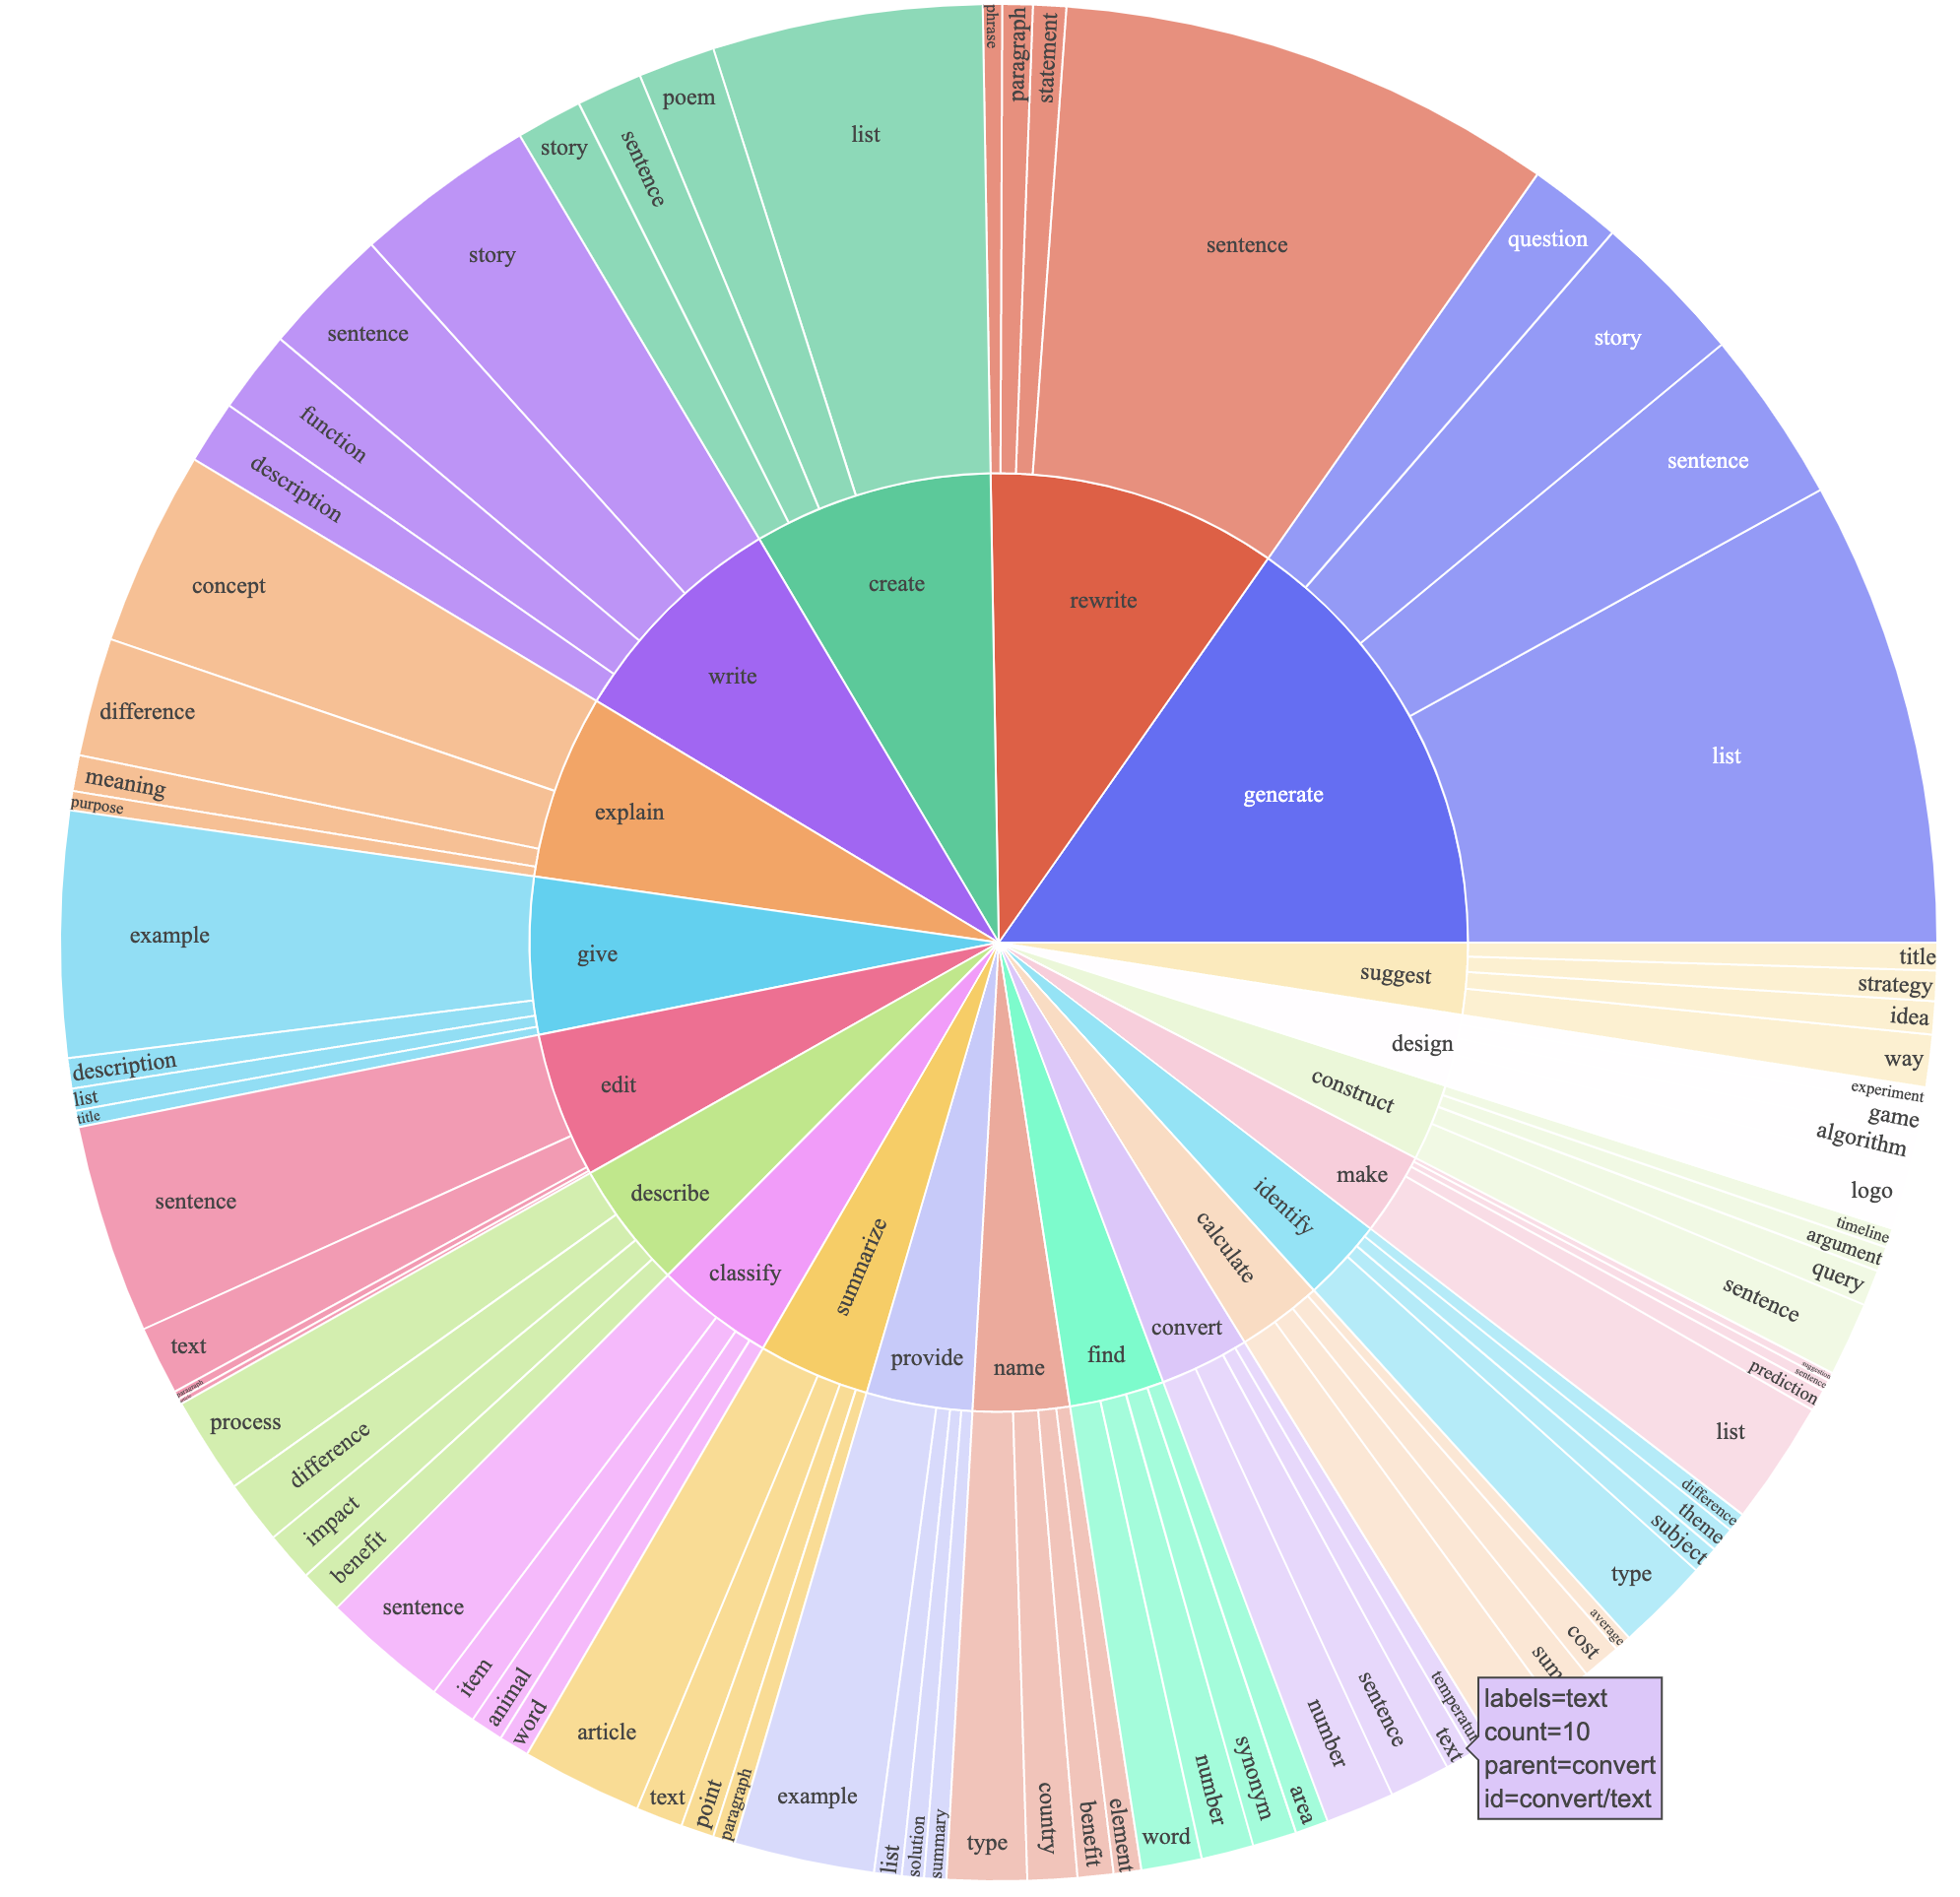 generate
question
story
sentence
list
rewrite
phrase
paragraph
statement
sentence
create
story
sentence
poem
list
write
description
function
sentence
story
explain
concept
difference
meaning
purpose
give
example
description
list
title
edit
sentence
text
paragraph
describe
process
difference
impact
benefit
classify
sentence
item
animal
word
summarize
article
text
point
paragraph
provide
example
list
solution
summary
name
type
country
benefit
element
find
word
number
synonym
area
convert
number
sentence
text
calculate
sum
cost
average
identify
type
subject
theme
difference
make
list
prediction
sentence
suggestion
construct
sentence
query
argument
timeline
design
logo
algorithm
game
experiment
suggest
way
idea
strategy
title
labels=text
count=10
parent=convert
id=convert/text